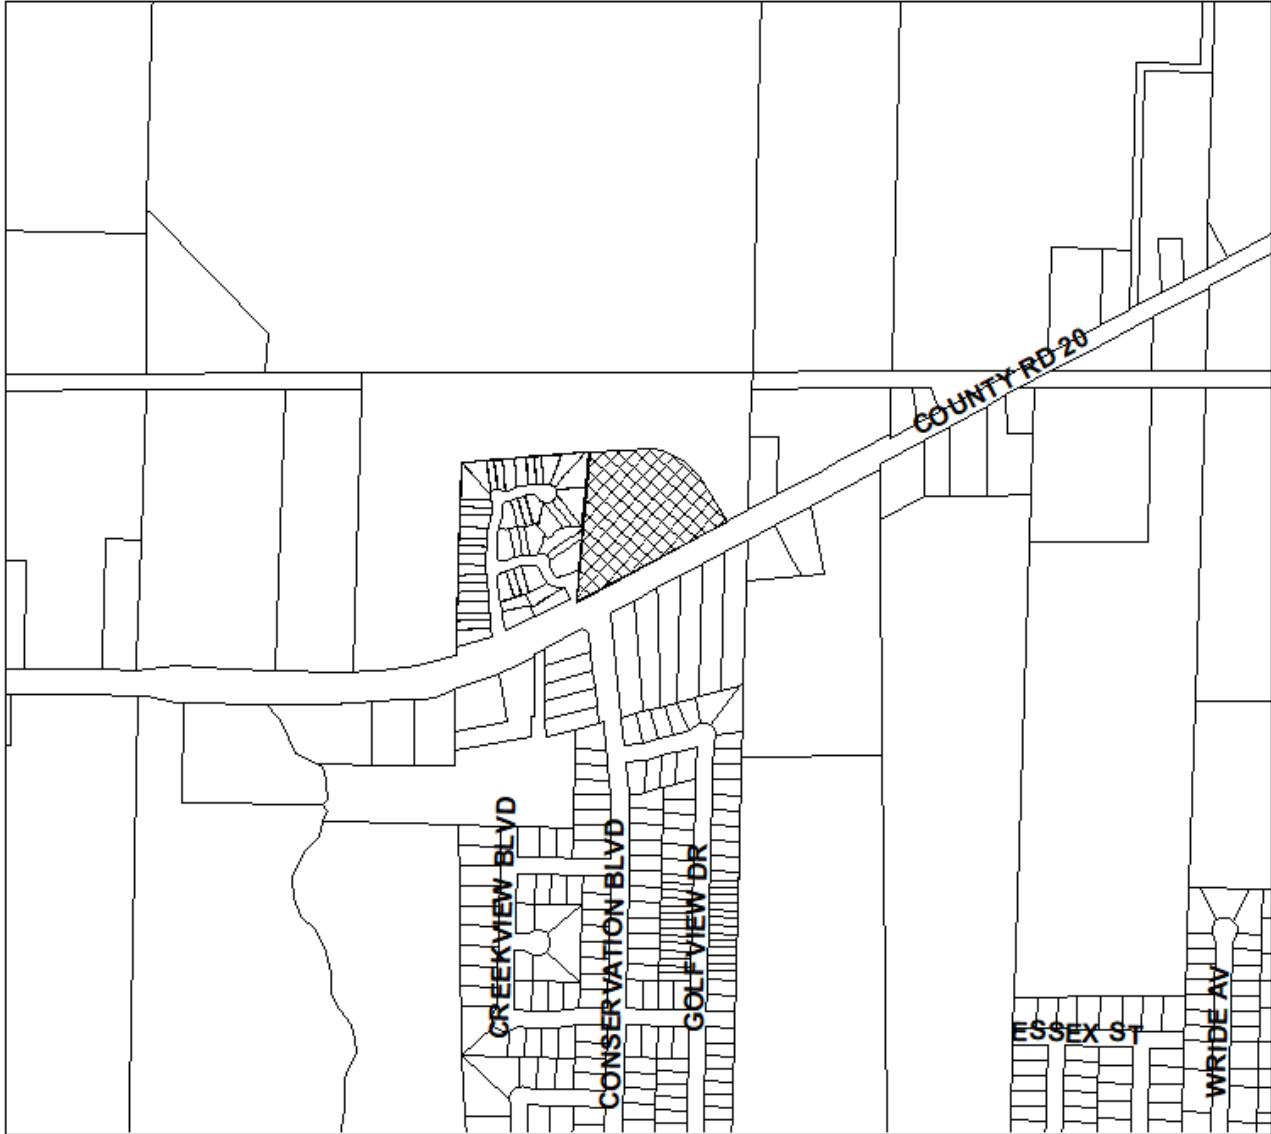 COUNTY RD 20
CREEKVIEW BLVD
CONSERVATION BLVD
GOLFVIEW DR
ESSEX ST
WRIDE AV